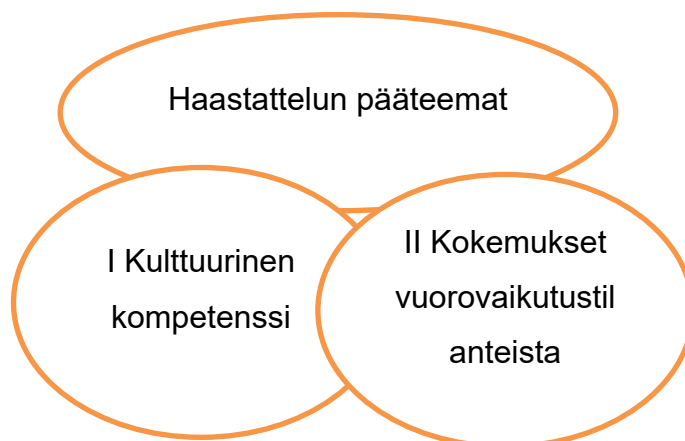 Haastattelun pääteemat
I Kulttuurinen
kompetenssi
II Kokemukset
vuorovaikutustil
anteista